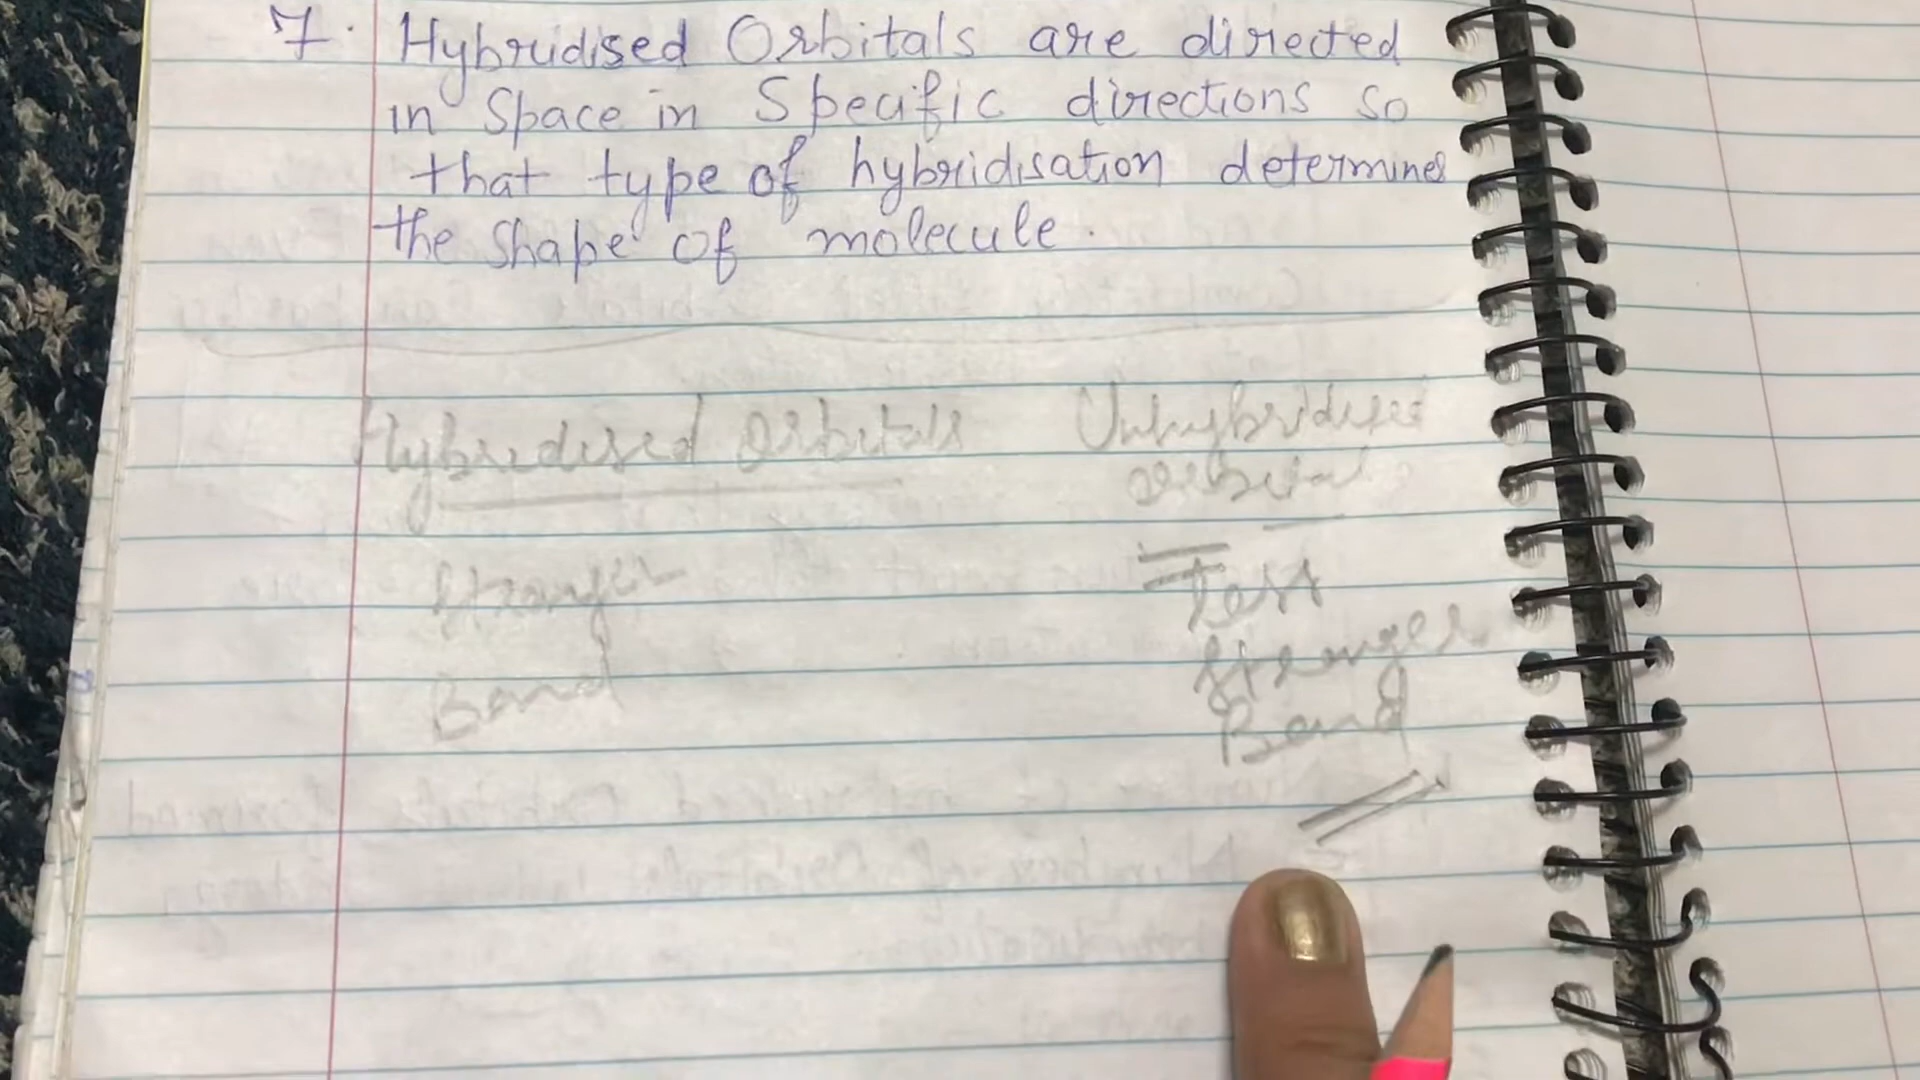 7. Hybridised Orbitals are directed
in Space in Specific directions so
that type of hybridisation determines
the shape of molecule.
Hybridised Orbitals
Stronger
Bond
Unhybridised
orbital
Less
Stronger
Bond